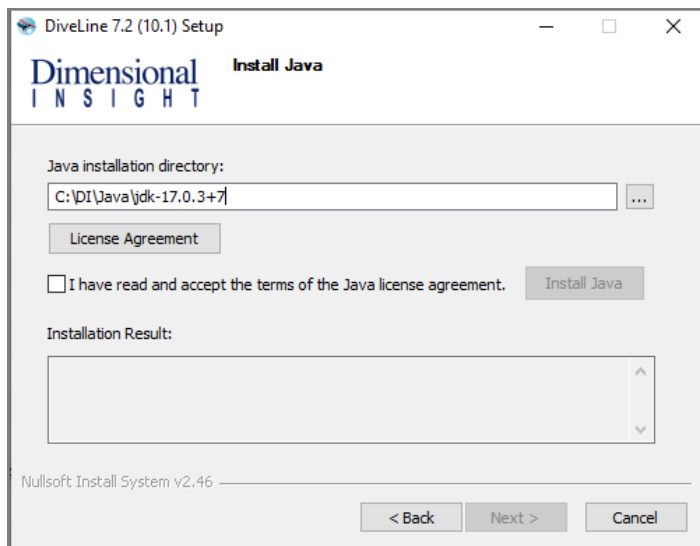 DiveLine 7.2 (10.1) Setup
Dimensional
INSIGHT
Install Java
Java installation directory:
C:\DI\Java\jdk-17.0.3+7
...
License Agreement
I have read and accept the terms of the Java license agreement.
Install Java
Installation Result:
Nullsoft Install System v2.46
< Back
Next >
Cancel